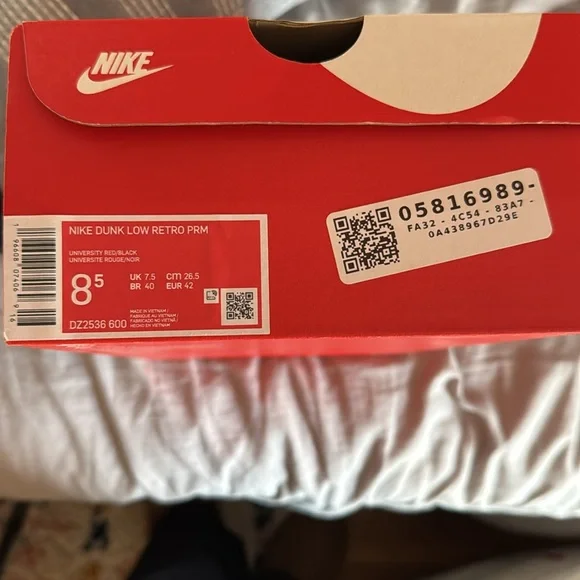 NIKE
05816989-
FA32 - 4C54 - 83A7 -
0A438967D29E
NIKE DUNK LOW RETRO PRM
UNIVERSITY RED/BLACK
UNIVERSITE ROUGE/NOIR
8⁵
UK 7.5 cm 26.5
BR 40 EUR 42
MADE IN VIETNAM /
FABRIQUE AU VIETNAM /
FABRICADO NO VIETNÃ /
HECHO EN VIETNAM
DZ2536 600